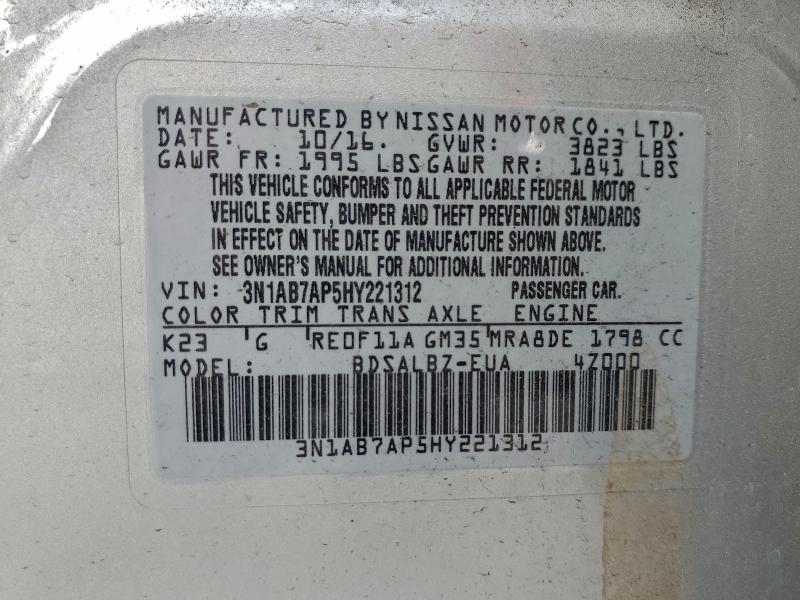 MANUFACTURED BY NISSAN MOTOR CO., LTD.
DATE: 10/16. GVWR: 3823 LBS
GAWR FR: 1995 LBS GAWR RR: 1841 LBS
THIS VEHICLE CONFORMS TO ALL APPLICABLE FEDERAL MOTOR
VEHICLE SAFETY, BUMPER AND THEFT PREVENTION STANDARDS
IN EFFECT ON THE DATE OF MANUFACTURE SHOWN ABOVE.
SEE OWNER'S MANUAL FOR ADDITIONAL INFORMATION.
VIN: 3N1AB7AP5HY221312 PASSENGER CAR.
COLOR TRIM TRANS AXLE ENGINE
K23 G RE0F11A GM35 MRA8DE 1798 CC
MODEL: BDSALBZ-EUA 4Z000
3N1AB7AP5HY221312